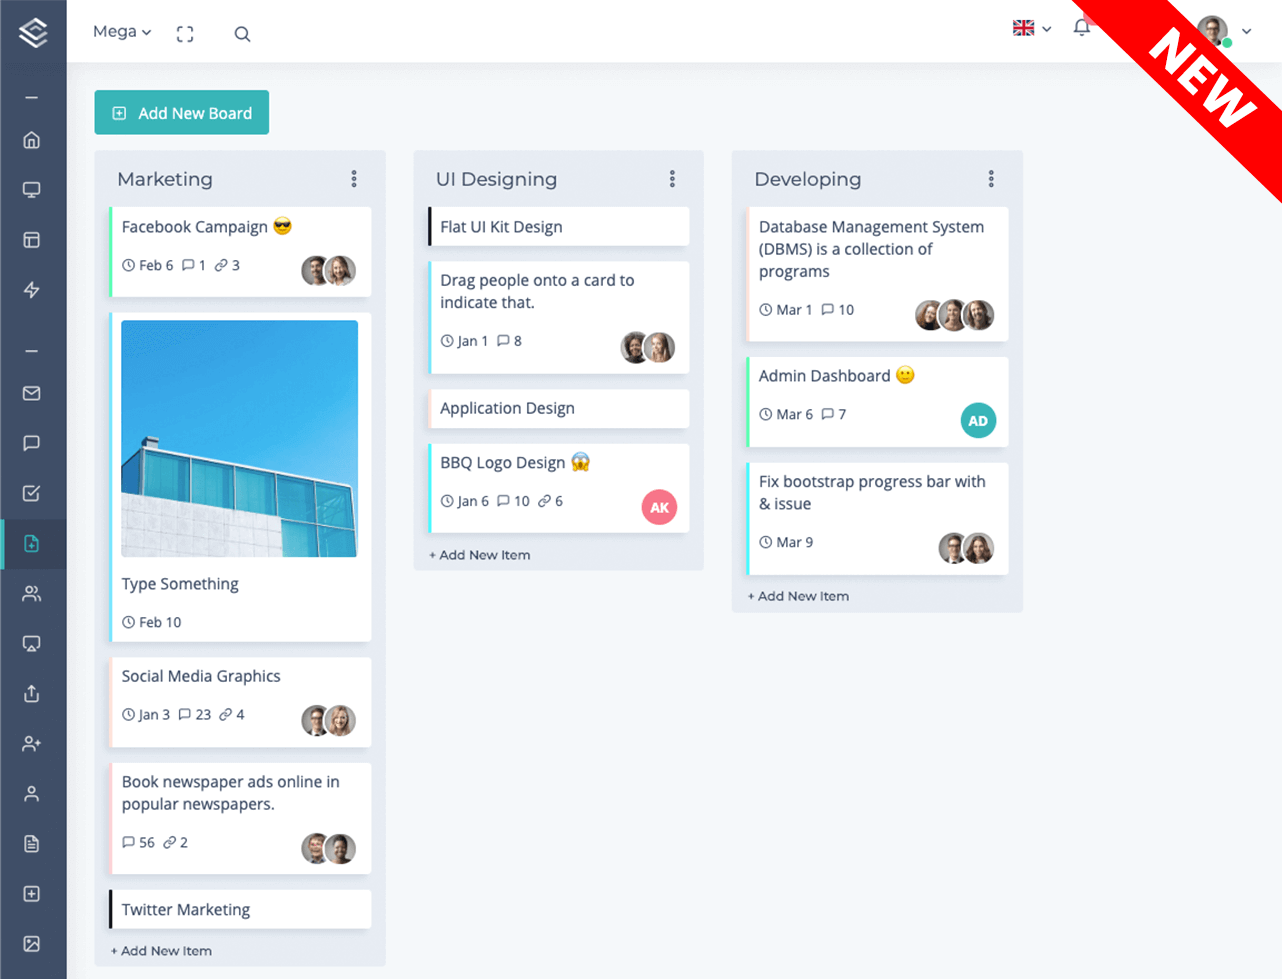 Mega
NEW
Add New Board
Marketing
Facebook Campaign 😎
Feb 6 1 3
Type Something
Feb 10
Social Media Graphics
Jan 3 23 4
Book newspaper ads online in
popular newspapers.
56 2
Twitter Marketing
+ Add New Item
UI Designing
Flat UI Kit Design
Drag people onto a card to
indicate that.
Jan 1 8
Application Design
BBQ Logo Design 😱
Jan 6 10 6
AK
+ Add New Item
Developing
Database Management System
(DBMS) is a collection of
programs
Mar 1 10
Admin Dashboard 🙂
Mar 6 7
AD
Fix bootstrap progress bar with
& issue
Mar 9
+ Add New Item